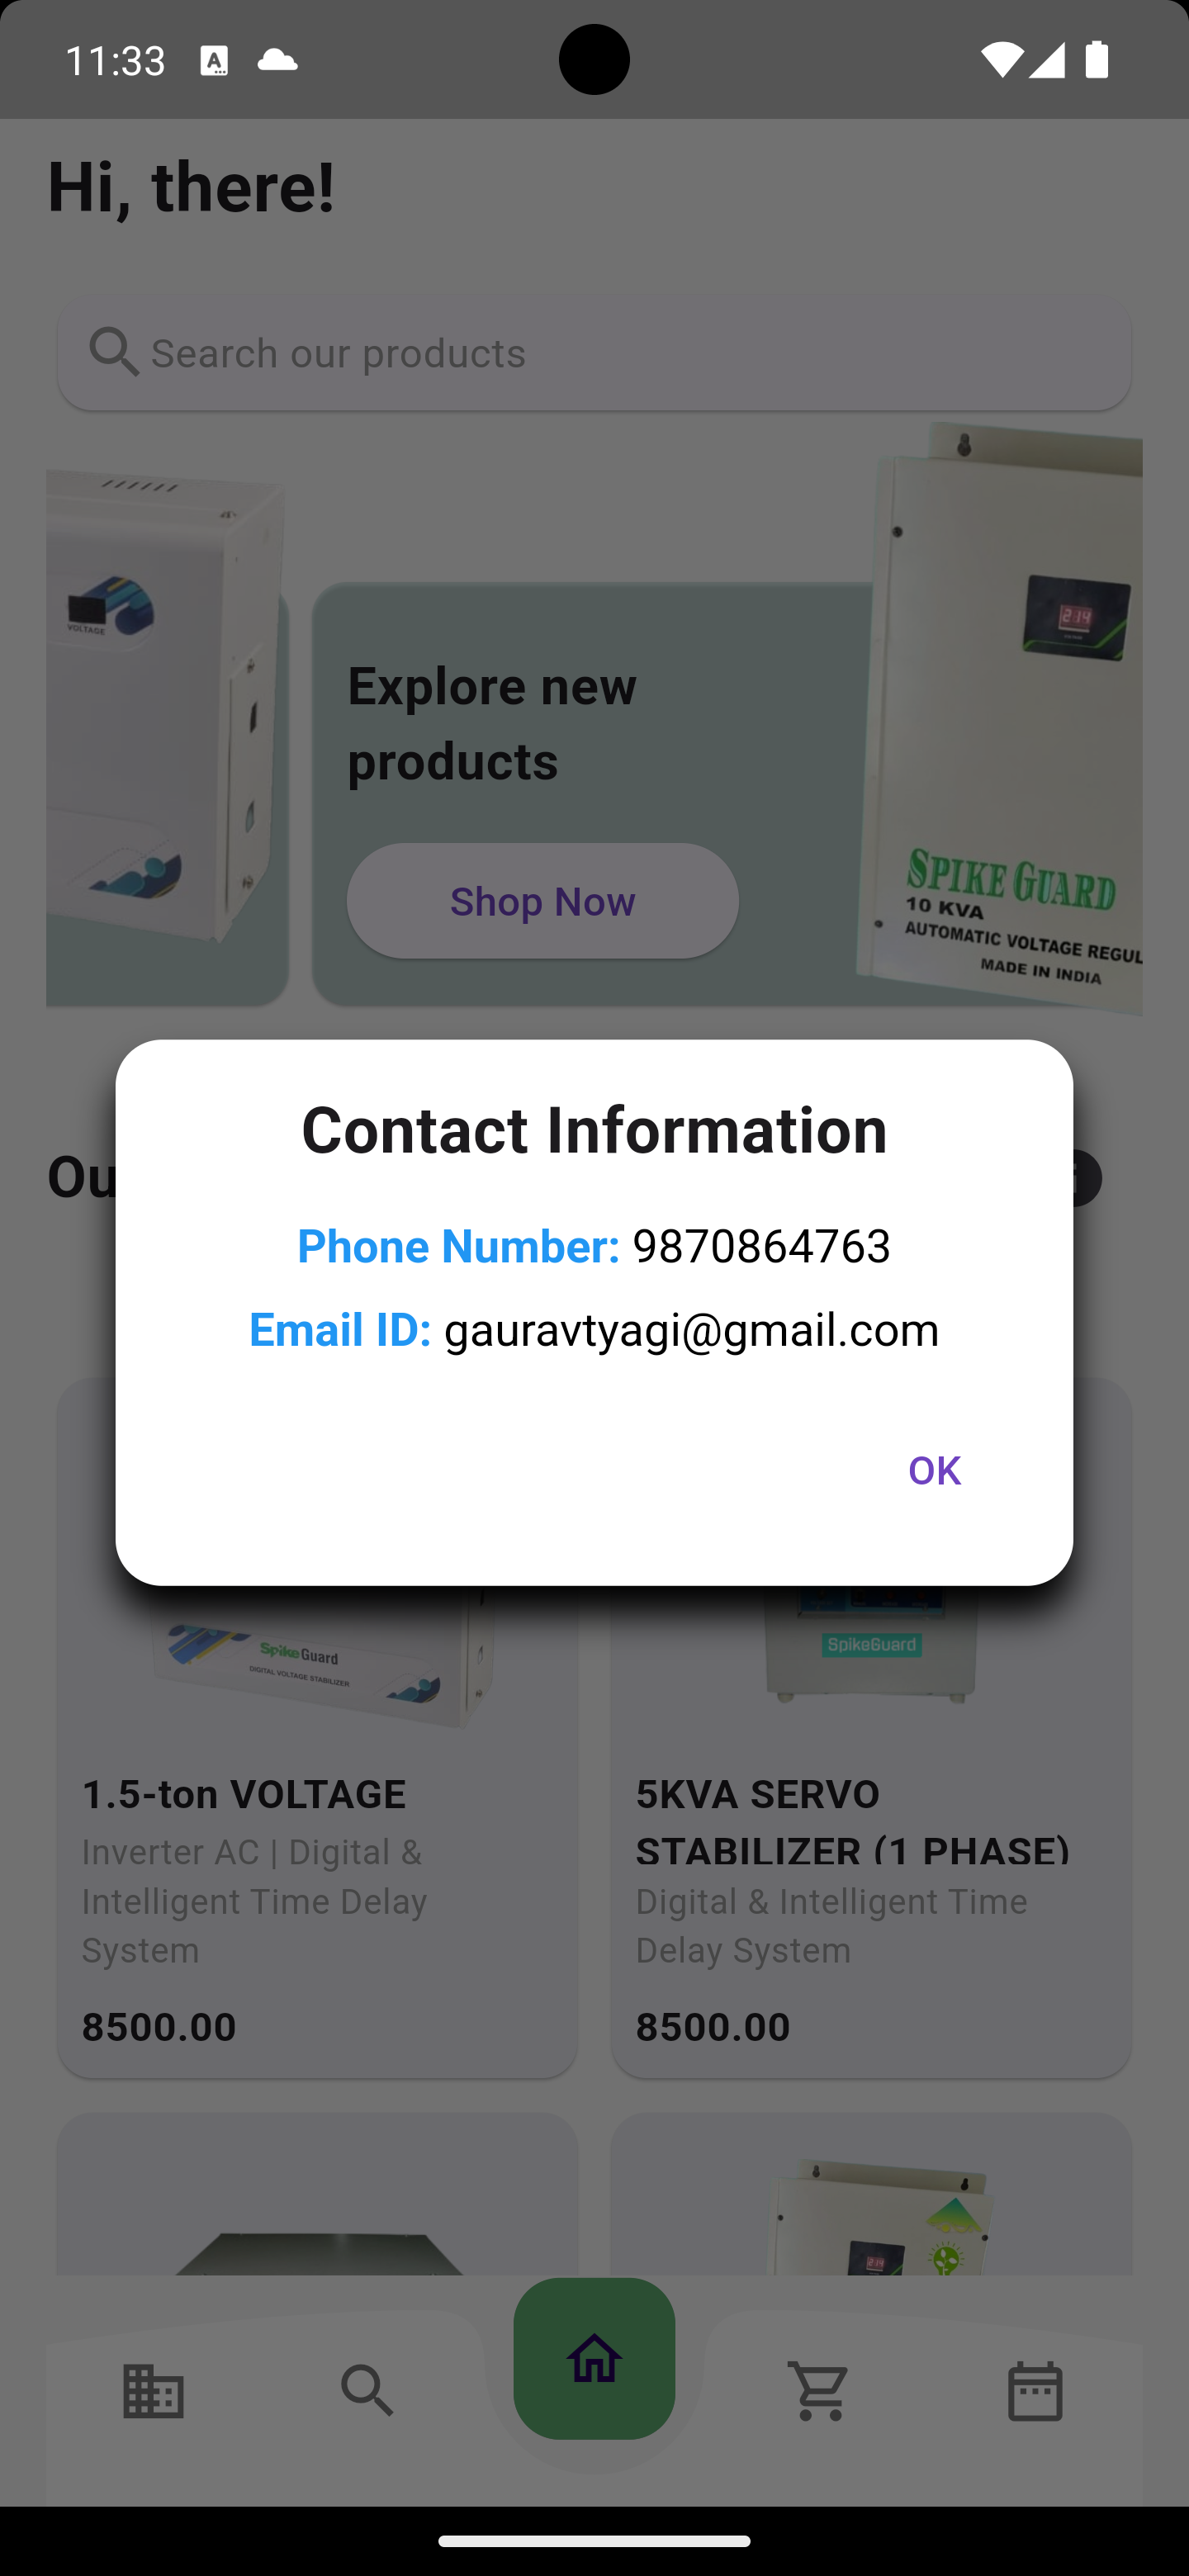 11:33
Hi, there!
Search our products
VOLTAGE
214
Explore new
products
Shop Now
SPIKE GUARD
10 KVA
AUTOMATIC VOLTAGE REGUL
MADE IN INDIA
Contact Information
Ou
Phone Number: 9870864763
Email ID: gauravtyagi@gmail.com
OK
SpikeGuard
DIGITAL VOLTAGE STABILIZER
SpikeGuard
1.5-ton VOLTAGE
Inverter AC | Digital &
Intelligent Time Delay
System
8500.00
5KVA SERVO
STABILIZER (1 PHASE)
Digital & Intelligent Time
Delay System
8500.00
214